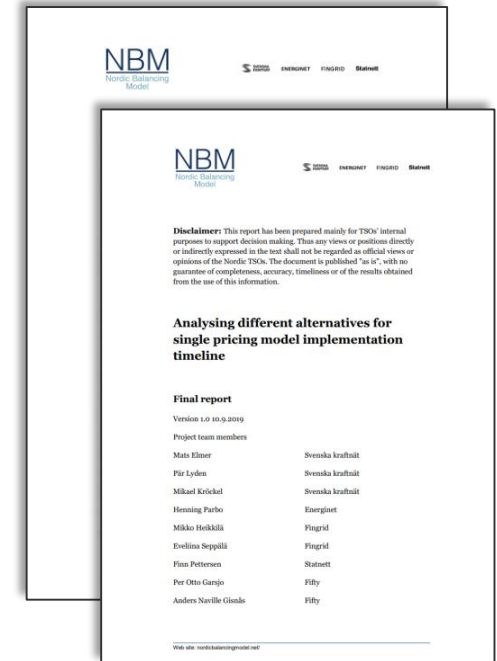 NBM
Nordic Balancing
Model
SVENSKA
KRAFTNÄT
ENERGINET FINGRID Statnett
NBM
Nordic Balancing
Model
SVENSKA
KRAFTNÄT
ENERGINET FINGRID Statnett
Disclaimer: This report has been prepared mainly for TSOs' internal
purposes to support decision making. Thus any views or positions directly
or indirectly expressed in the text shall not be regarded as official views or
opinions of the Nordic TSOs. The document is published "as is", with no
guarantee of completeness, accuracy, timeliness or of the results obtained
from the use of this information.
Analysing different alternatives for
single pricing model implementation
timeline
Final report
Version 1.0 10.9.2019
Project team members
Mats Elmer Svenska kraftnät
Pär Lyden Svenska kraftnät
Mikael Kröckel Svenska kraftnät
Henning Parbo Energinet
Mikko Heikkilä Fingrid
Eveliina Seppälä Fingrid
Finn Pettersen Statnett
Per Otto Garsjo Fifty
Anders Naville Gisnås Fifty
Web site: nordicbalancingmodel.net/